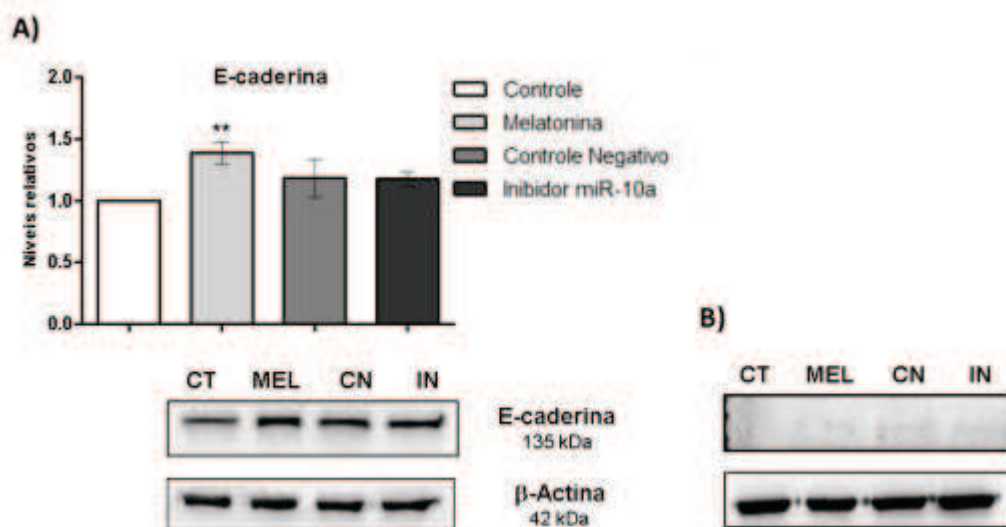 A)
E-caderina
Níveis relativos
2.0
1.5
1.0
0.5
0.0
**
Controle
Melatonina
Controle Negativo
Inibidor miR-10a
CT MEL CN IN
E-caderina
135 kDa
β-Actina
42 kDa
B)
CT MEL CN IN